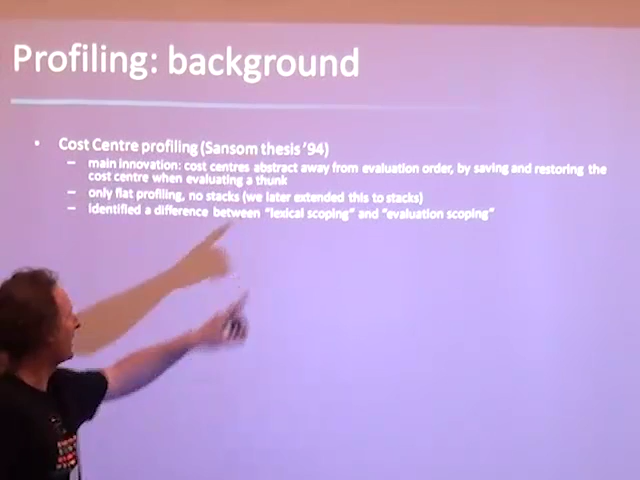 Profiling: background
• Cost Centre profiling (Sansom thesis '94)
– main innovation: cost centres abstract away from evaluation order, by saving and restoring the
cost centre when evaluating a thunk
– only flat profiling, no stacks (we later extended this to stacks)
– Identified a difference between "lexical scoping" and "evaluation scoping"